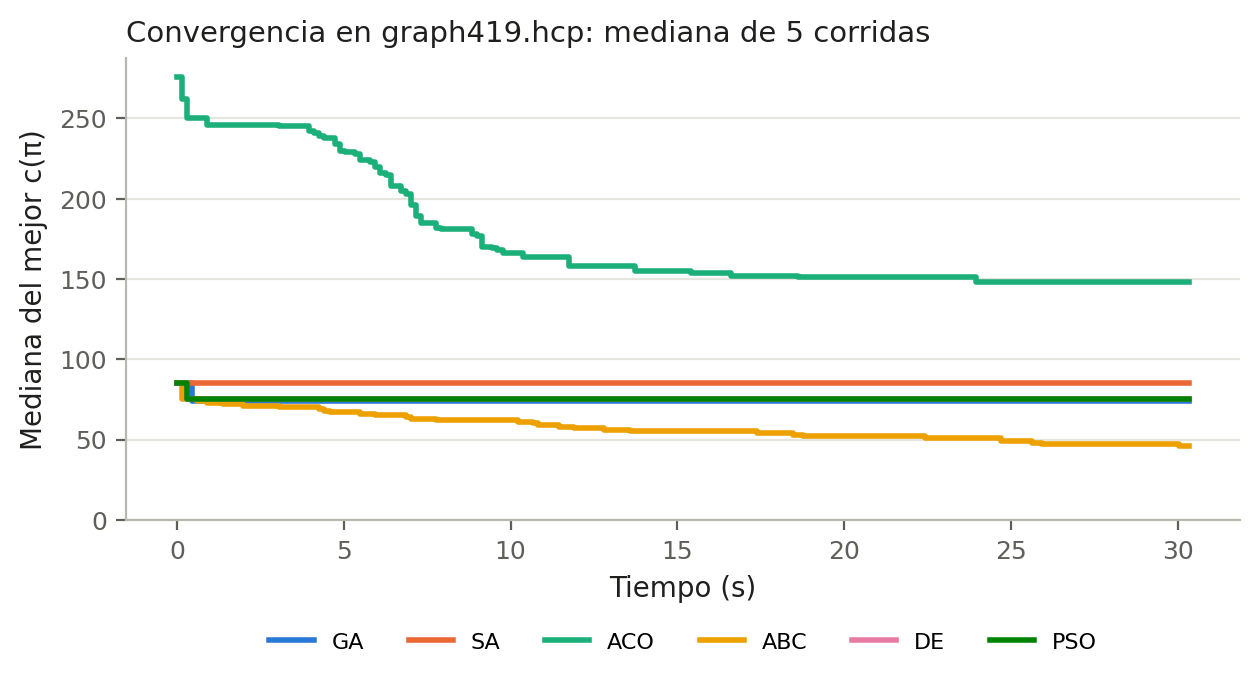 Convergencia en graph419.hcp: mediana de 5 corridas
Mediana del mejor c(π)
250
200
150
100
50
0
0 5 10 15 20 25 30
Tiempo (s)
GA SA ACO ABC DE PSO